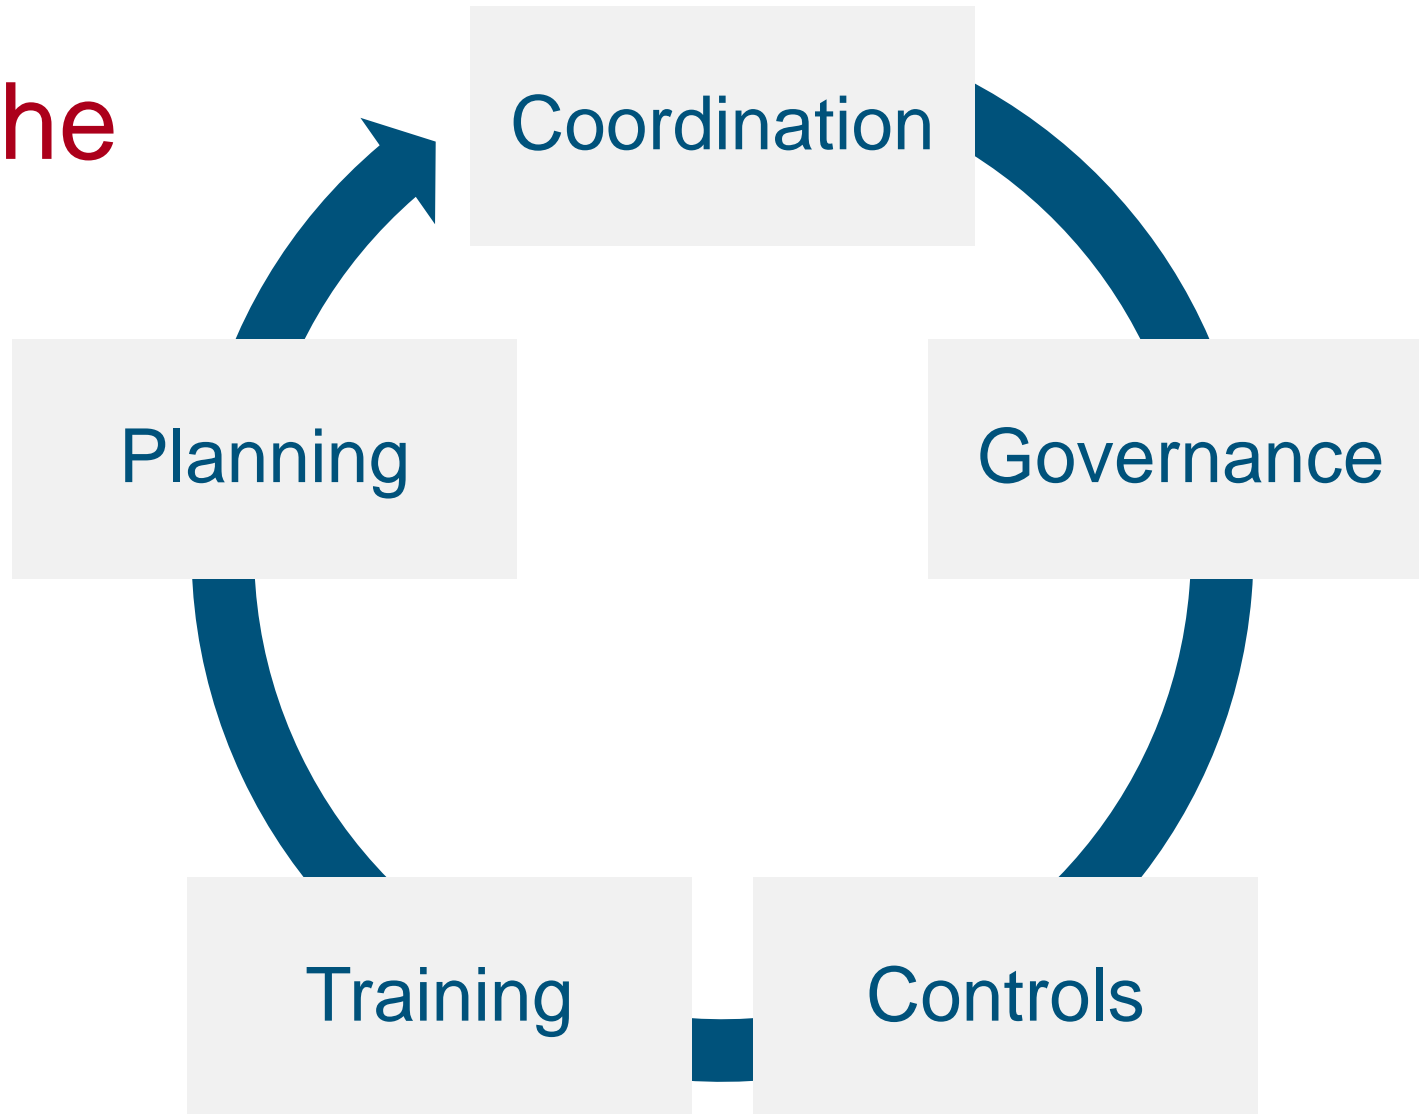 he
Coordination
Governance
Controls
Training
Planning